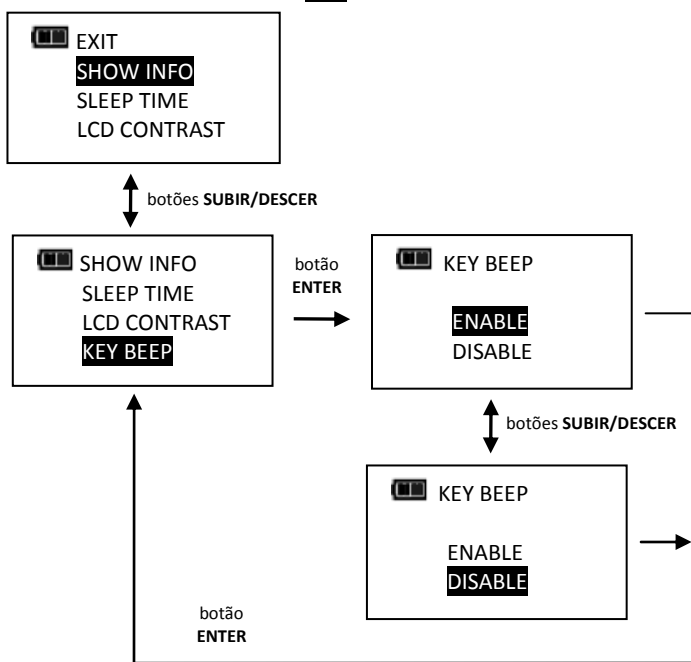 EXIT
SHOW INFO
SLEEP TIME
LCD CONTRAST
botões SUBIR/DESCER
SHOW INFO
SLEEP TIME
LCD CONTRAST
KEY BEEP
botão
ENTER
KEY BEEP
ENABLE
DISABLE
botões SUBIR/DESCER
KEY BEEP
ENABLE
DISABLE
botão
ENTER